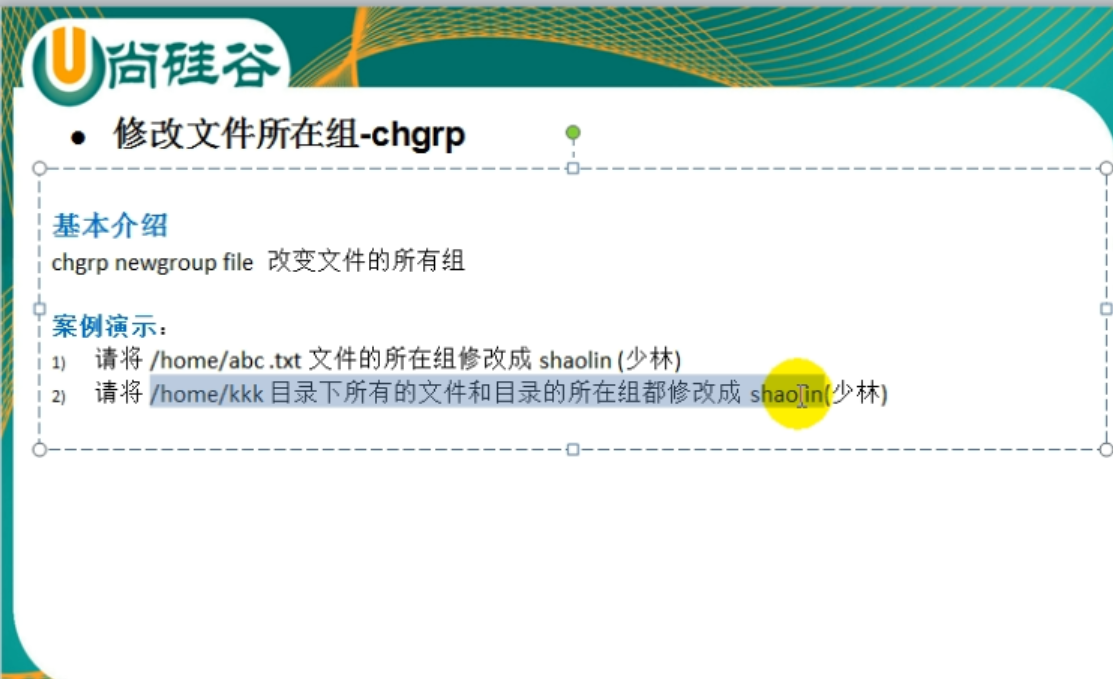 尚硅谷
● 修改文件所在组-chgrp
基本介绍
chgrp newgroup file 改变文件的所有组
案例演示：
1) 请将 /home/abc .txt 文件的所在组修改成 shaolin (少林)
2) 请将 /home/kkk 目录下所有的文件和目录的所在组都修改成 shaolin(少林)